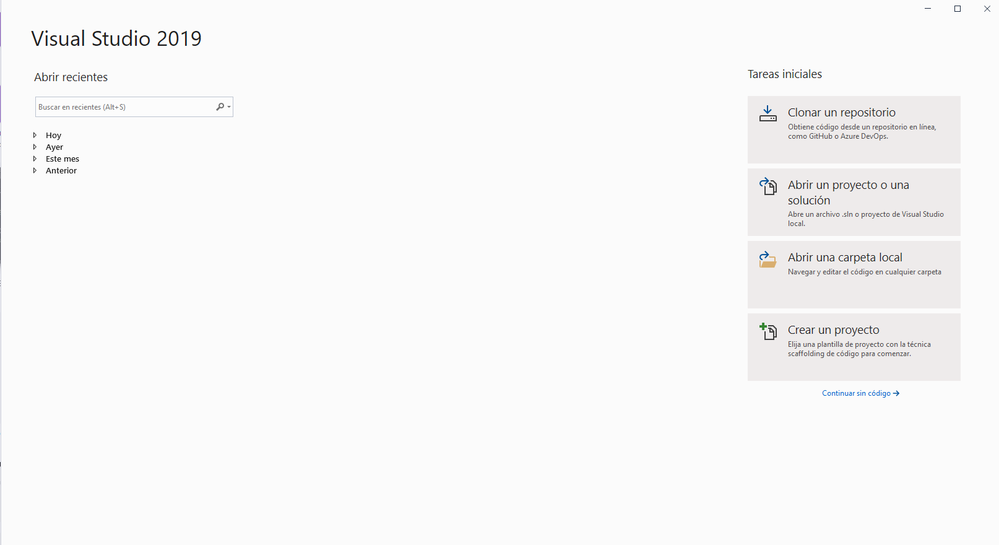 Visual Studio 2019
Abrir recientes
Buscar en recientes (Alt+S)
Hoy
Ayer
Este mes
Anterior
Tareas iniciales
Clonar un repositorio
Obtiene código desde un repositorio en línea,
como GitHub o Azure DevOps.
Abrir un proyecto o una
solución
Abre un archivo .sln o proyecto de Visual Studio
local.
Abrir una carpeta local
Navegar y editar el código en cualquier carpeta
Crear un proyecto
Elija una plantilla de proyecto con la técnica
scaffolding de código para comenzar.
Continuar sin código